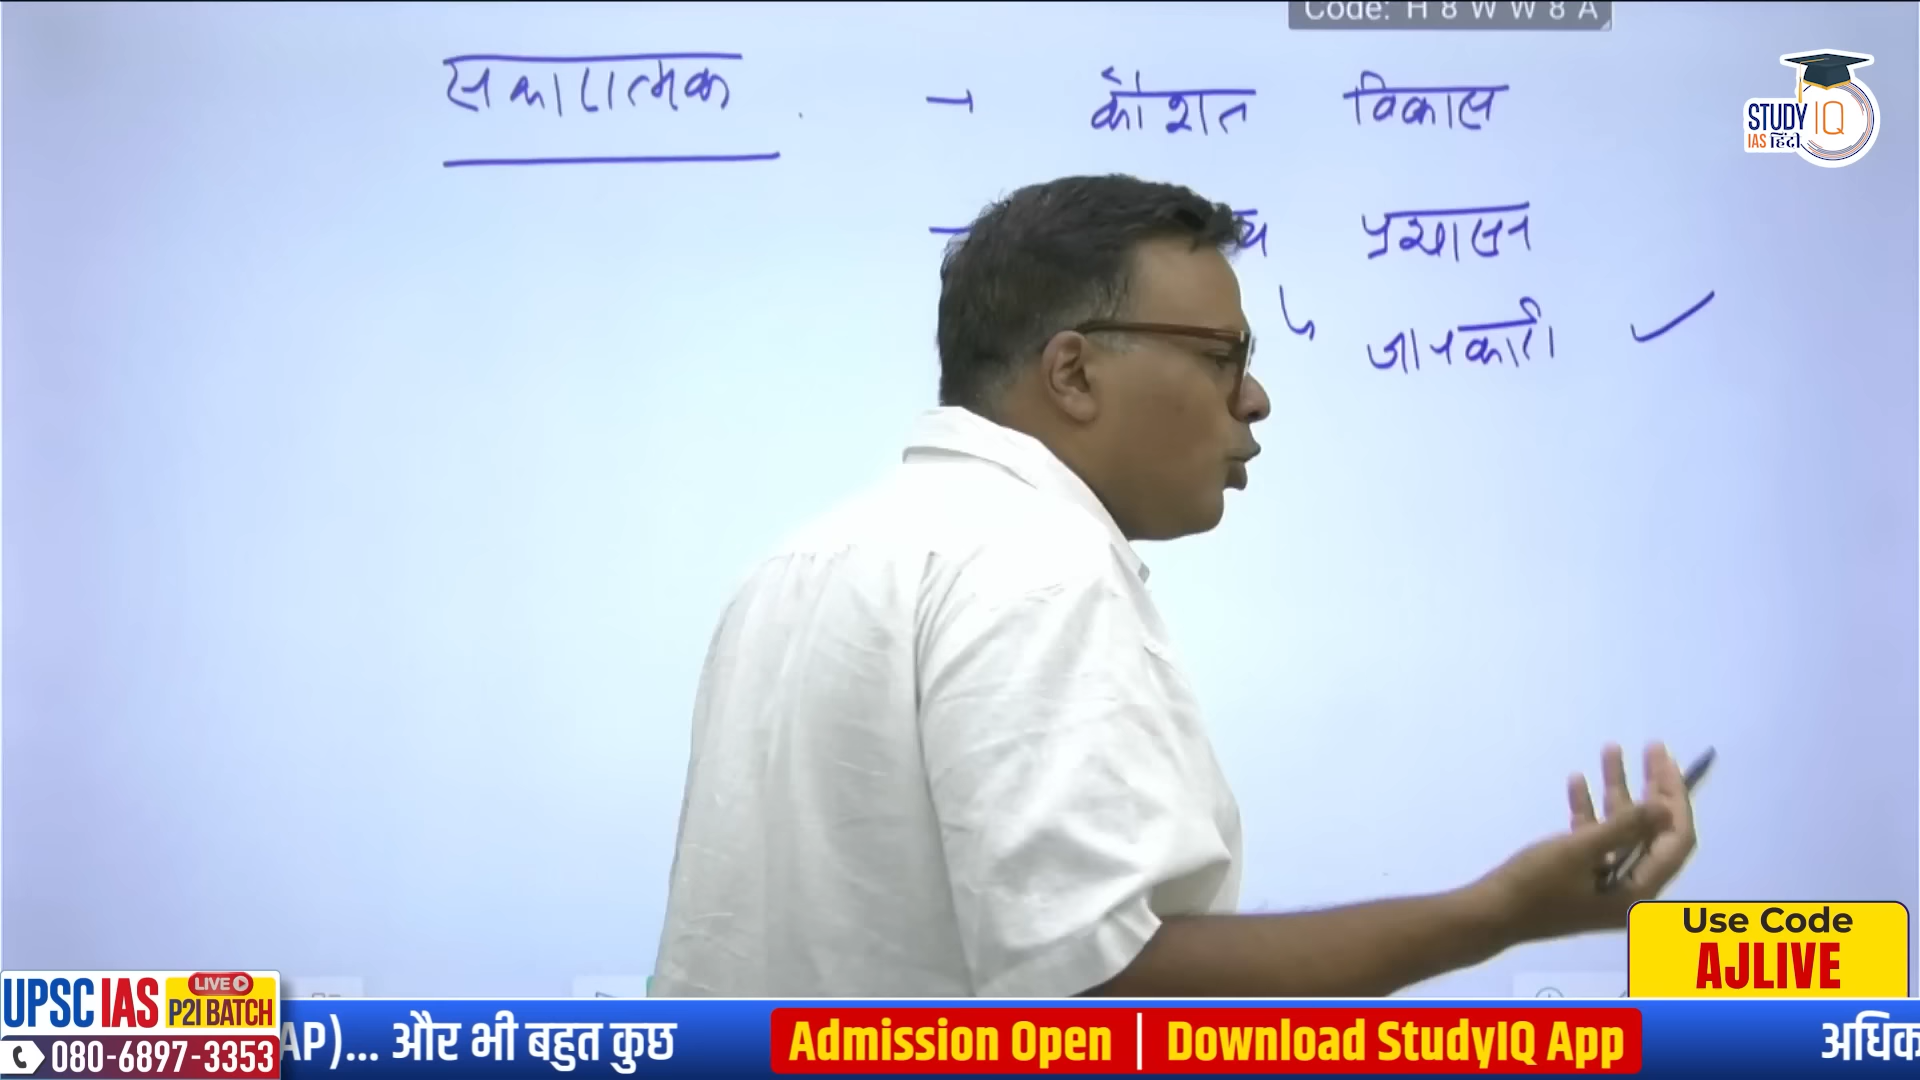 Code: H 8 W W 8 A
सकारात्मक → कौशल विकास
प्रशासन
↳ जानकारी ✓
STUDY IQ
IAS हिंदी
Use Code
AJLIVE
UPSC IAS LIVE P2I BATCH
080-6897-3353
AP)... और भी बहुत कुछ
Admission Open | Download StudyIQ App
अधिक